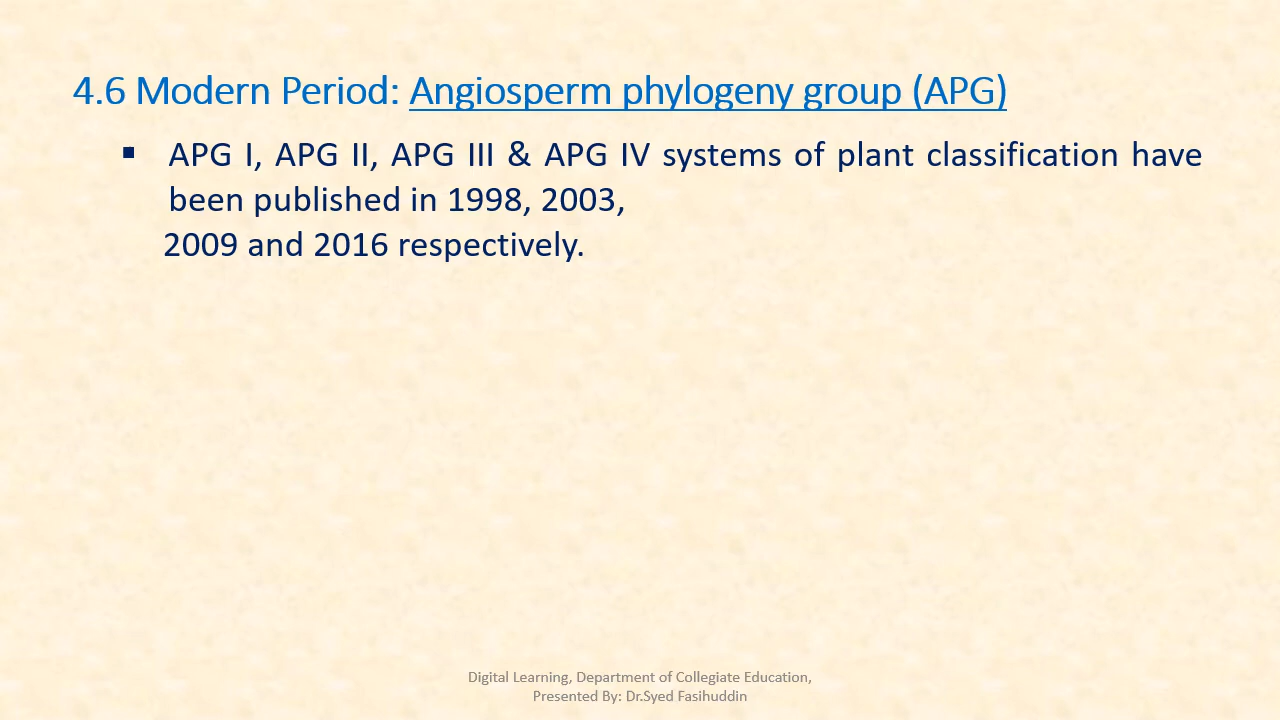 4.6 Modern Period: Angiosperm phylogeny group (APG)
▪ APG I, APG II, APG III & APG IV systems of plant classification have
been published in 1998, 2003,
2009 and 2016 respectively.
Digital Learning, Department of Collegiate Education,
Presented By: Dr.Syed Fasihuddin